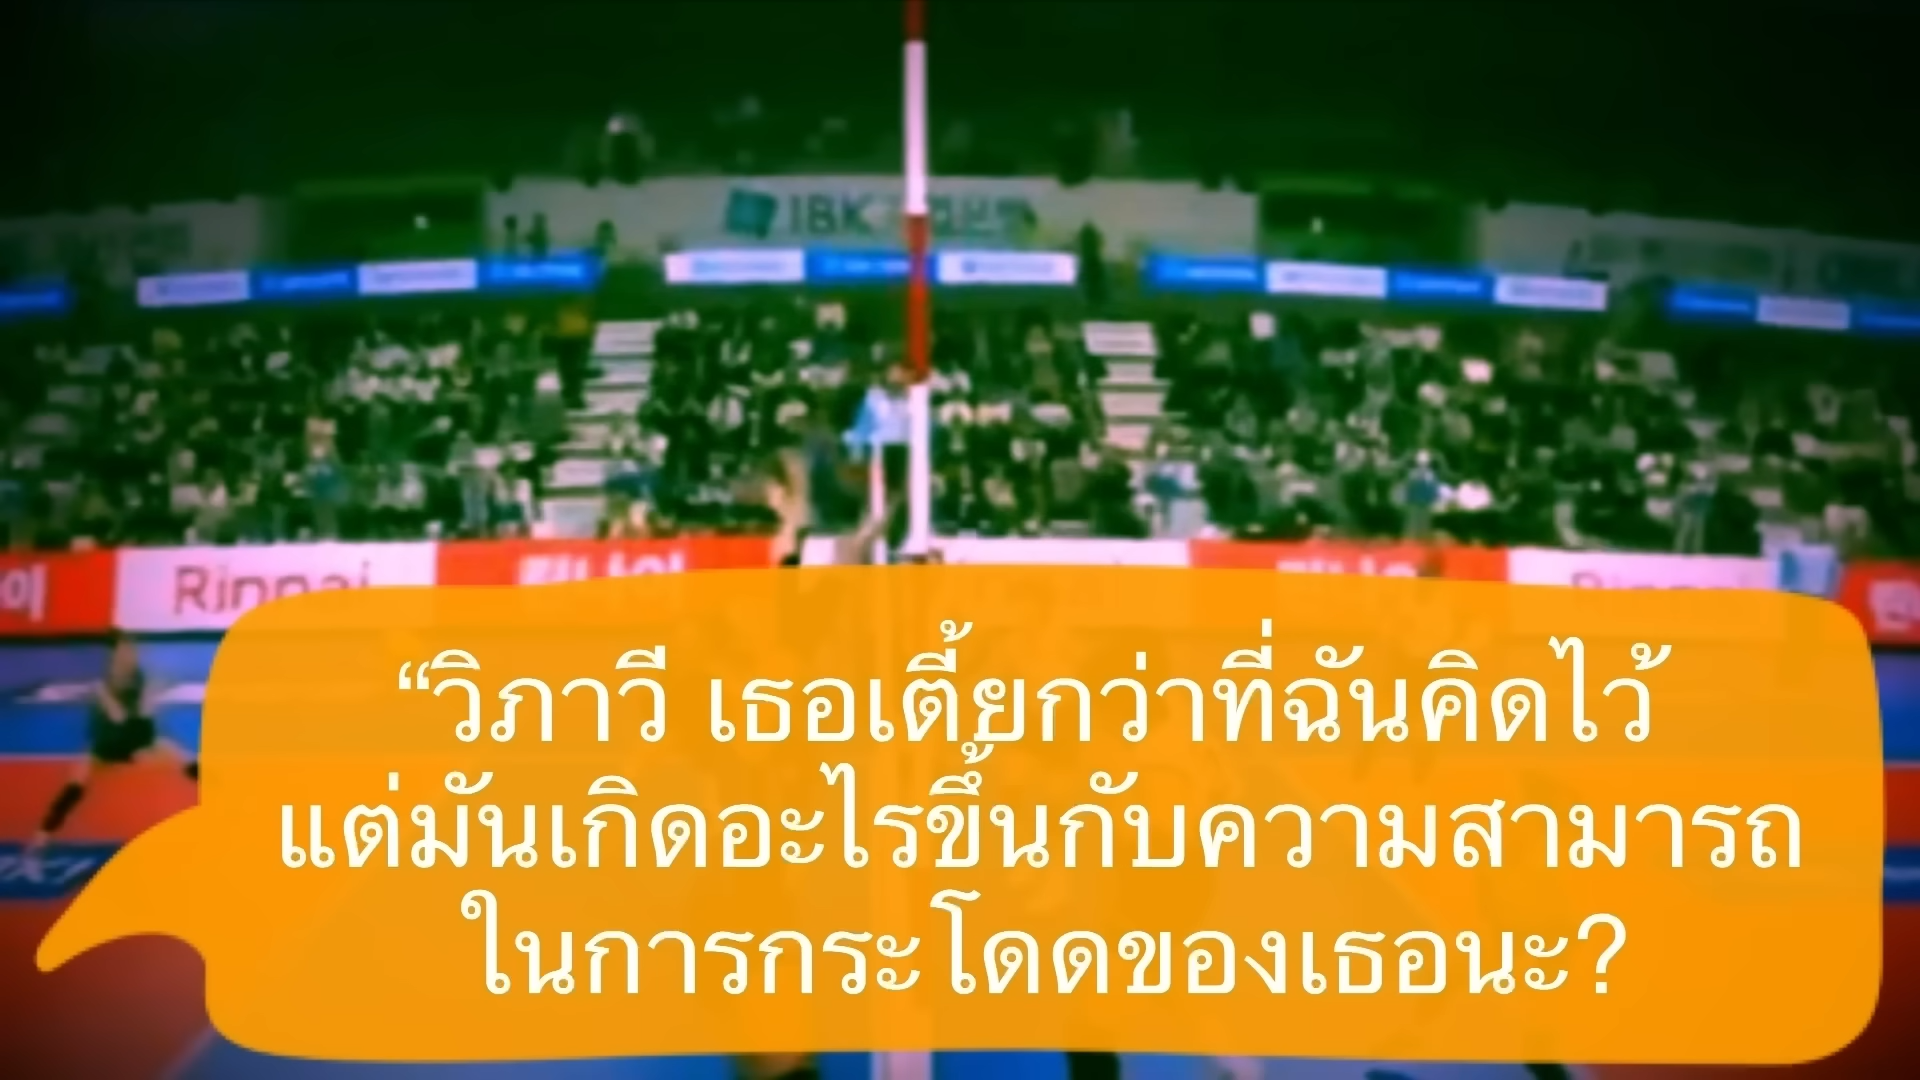 IBK
Rinnai
“วิภาวี เธอเตี้ยกว่าที่ฉันคิดไว้
แต่มันเกิดอะไรขึ้นกับความสามารถ
ในการกระโดดของเธอนะ?